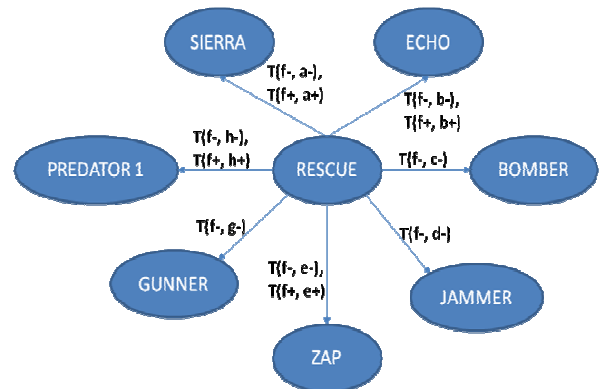 SIERRA
ECHO
T(f-, a-),
T(f+, a+)
T(f-, b-),
T(f+, b+)
PREDATOR 1
T(f-, h-),
T(f+, h+)
RESCUE
T(f-, c-)
BOMBER
T(f-, g-)
T(f-, d-)
GUNNER
T(f-, e-),
T(f+, e+)
JAMMER
ZAP